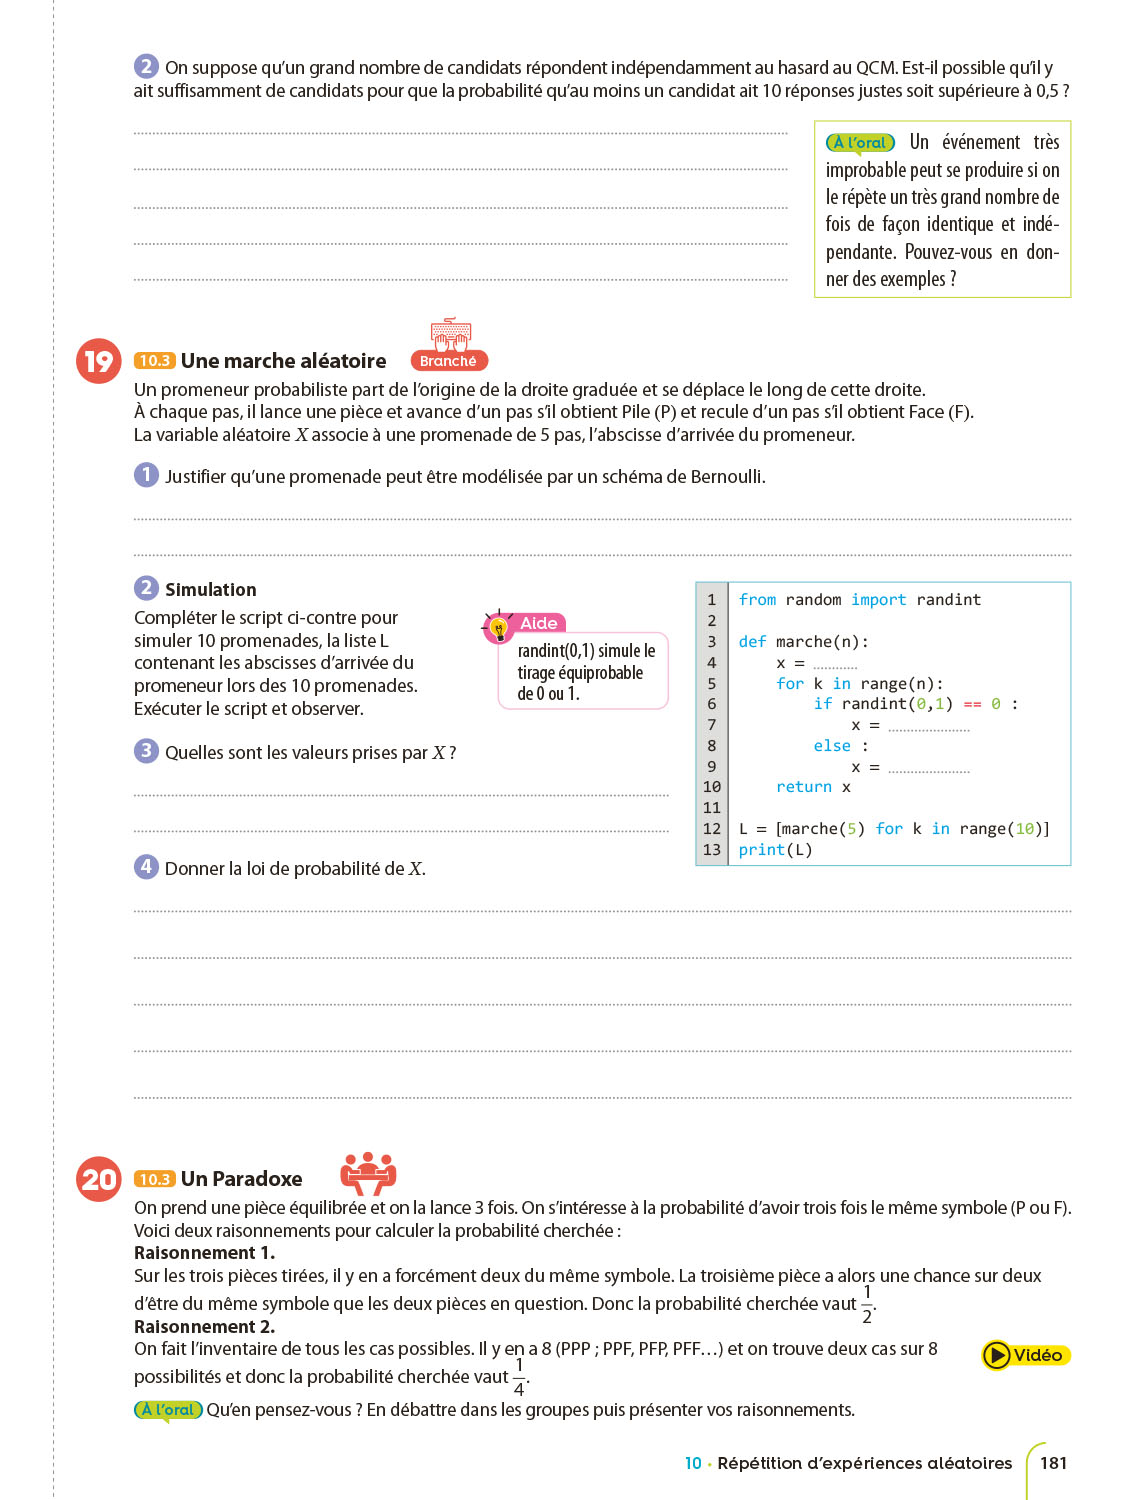 2 On suppose qu'un grand nombre de candidats répondent indépendamment au hasard au QCM. Est-il possible qu'il y
ait suffisamment de candidats pour que la probabilité qu'au moins un candidat ait 10 réponses justes soit supérieure à 0,5 ?
À l'oral Un événement très
improbable peut se produire si on
le répète un très grand nombre de
fois de façon identique et indé-
pendante. Pouvez-vous en don-
ner des exemples ?
19 10.3 Une marche aléatoire Branché
Un promeneur probabiliste part de l'origine de la droite graduée et se déplace le long de cette droite.
À chaque pas, il lance une pièce et avance d'un pas s'il obtient Pile (P) et recule d'un pas s'il obtient Face (F).
La variable aléatoire X associe à une promenade de 5 pas, l'abscisse d'arrivée du promeneur.
1 Justifier qu'une promenade peut être modélisée par un schéma de Bernoulli.
2 Simulation
Compléter le script ci-contre pour
simuler 10 promenades, la liste L
contenant les abscisses d'arrivée du
promeneur lors des 10 promenades.
Exécuter le script et observer.
Aide
randint(0,1) simule le
tirage équiprobable
de 0 ou 1.
1 from random import randint
2
3 def marche(n):
4 x = ............
5 for k in range(n):
6 if randint(0,1) == 0 :
7 x = ......................
8 else :
9 x = ......................
10 return x
11
12 L = [marche(5) for k in range(10)]
13 print(L)
3 Quelles sont les valeurs prises par X ?
4 Donner la loi de probabilité de X.
20 10.3 Un Paradoxe
On prend une pièce équilibrée et on la lance 3 fois. On s'intéresse à la probabilité d'avoir trois fois le même symbole (P ou F).
Voici deux raisonnements pour calculer la probabilité cherchée :
Raisonnement 1.
Sur les trois pièces tirées, il y en a forcément deux du même symbole. La troisième pièce a alors une chance sur deux
d'être du même symbole que les deux pièces en question. Donc la probabilité cherchée vaut 1/2.
Raisonnement 2.
On fait l'inventaire de tous les cas possibles. Il y en a 8 (PPP ; PPF, PFP, PFF…) et on trouve deux cas sur 8
possibilités et donc la probabilité cherchée vaut 1/4.
Vidéo
À l'oral Qu'en pensez-vous ? En débattre dans les groupes puis présenter vos raisonnements.
10 • Répétition d'expériences aléatoires 181